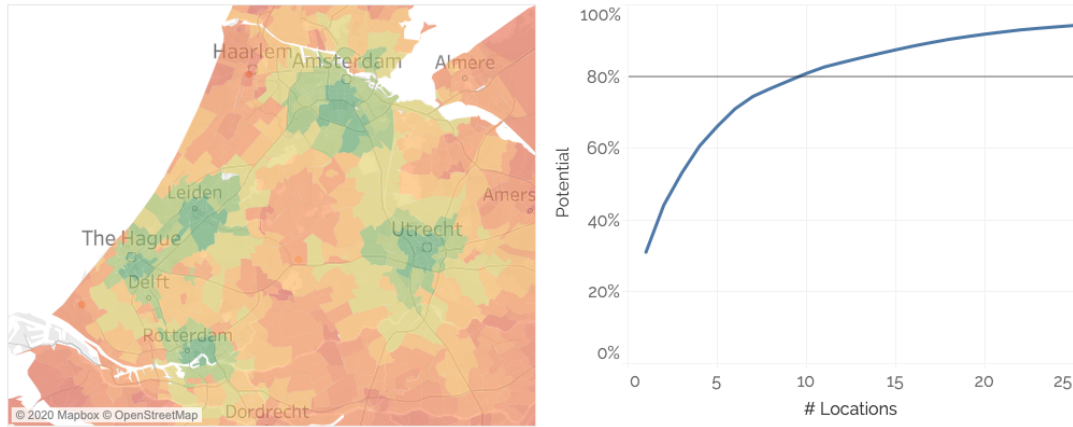 Haarlem
Amsterdam
Almere
Leiden
Amers
The Hague
Utrecht
Delft
Rotterdam
Dordrecht
© 2020 Mapbox © OpenStreetMap
100%
80%
60%
40%
20%
0%
Potential
0 5 10 15 20 25
# Locations